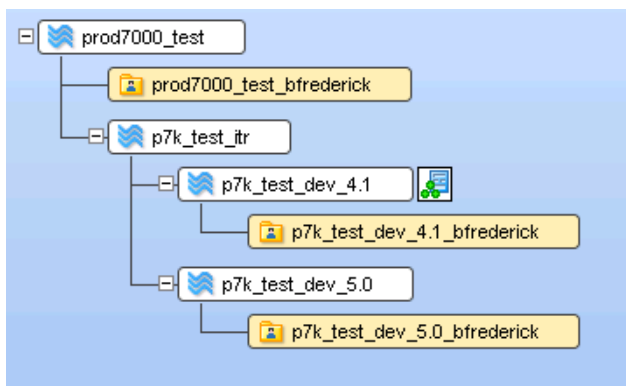 prod7000_test
prod7000_test_bfrederick
p7k_test_itr
p7k_test_dev_4.1
p7k_test_dev_4.1_bfrederick
p7k_test_dev_5.0
p7k_test_dev_5.0_bfrederick